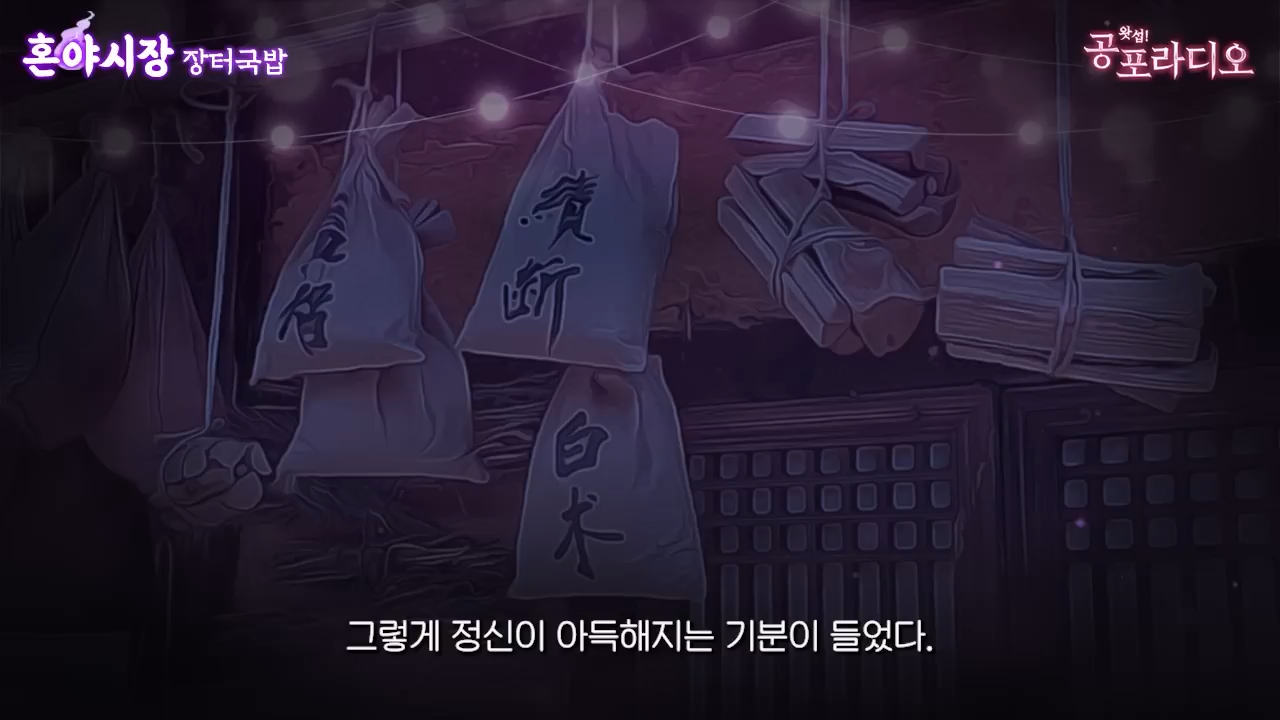 혼야시장 장터국밥
왓섭!
공포라디오
續斷
白朮
그렇게 정신이 아득해지는 기분이 들었다.